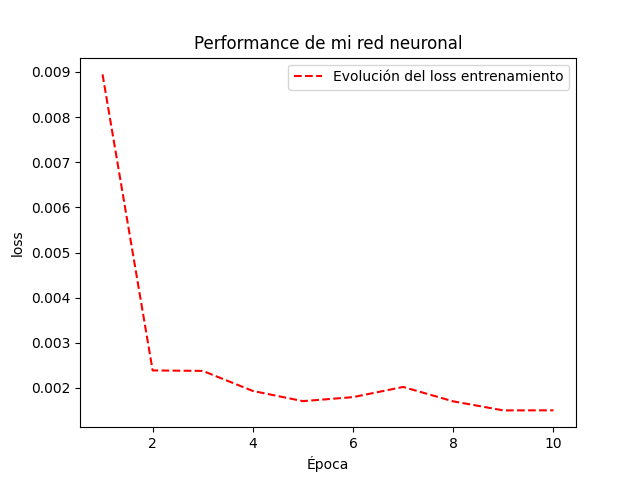 Performance de mi red neuronal
Evolución del loss entrenamiento
0.009
0.008
0.007
0.006
0.005
0.004
0.003
0.002
loss
2 4 6 8 10
Época